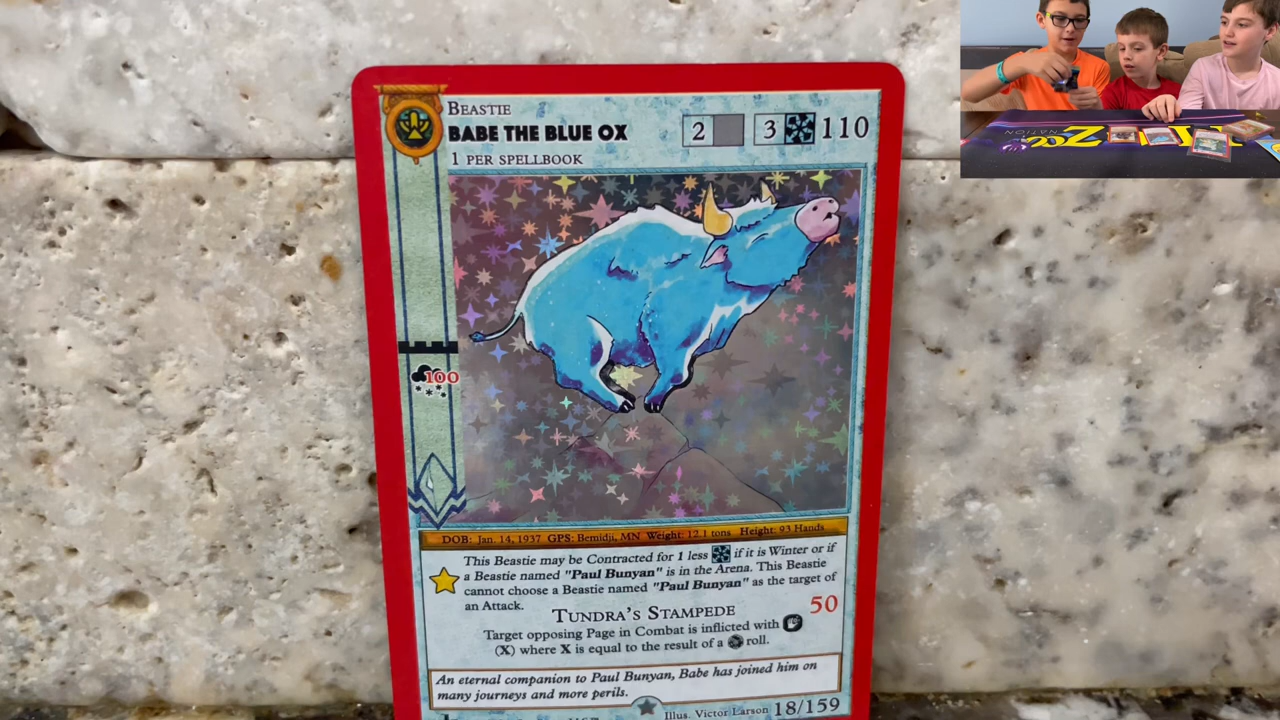 BEASTIE
BABE THE BLUE OX
1 PER SPELLBOOK
2 3 110
100
DOB: Jan. 14, 1937 GPS: Bemidji, MN Weight: 12.1 tons Height: 93 Hands
This Beastie may be Contracted for 1 less if it is Winter or if
a Beastie named "Paul Bunyan" is in the Arena. This Beastie
cannot choose a Beastie named "Paul Bunyan" as the target of
an Attack.
TUNDRA'S STAMPEDE 50
Target opposing Page in Combat is inflicted with
(X) where X is equal to the result of a roll.
An eternal companion to Paul Bunyan, Babe has joined him on
many journeys and more perils.
Illus. Victor Larson 18/159
NATION